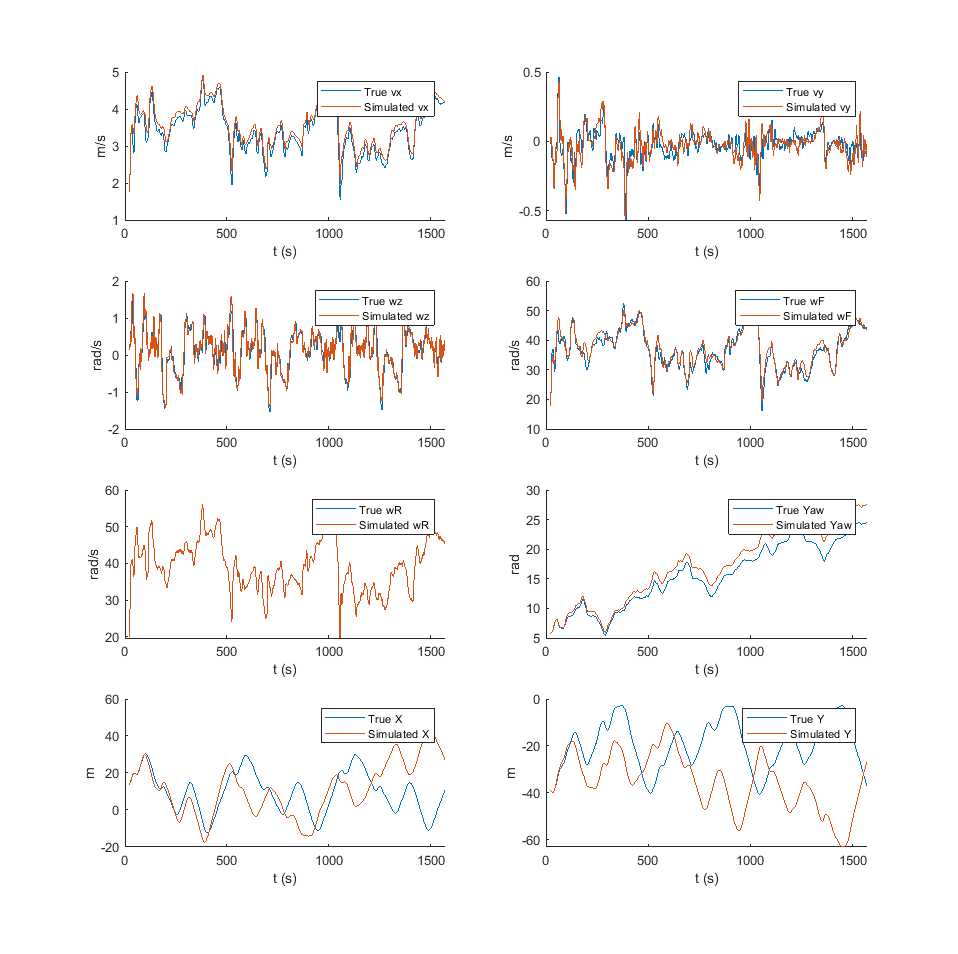 5
4
3
2
1
m/s
True vx
Simulated vx
0 500 1000 1500
t (s)
0.5
0
-0.5
m/s
True vy
Simulated vy
0 500 1000 1500
t (s)
2
1
0
-1
-2
rad/s
True wz
Simulated wz
0 500 1000 1500
t (s)
60
50
40
30
20
10
rad/s
True wF
Simulated wF
0 500 1000 1500
t (s)
60
50
40
30
20
rad/s
True wR
Simulated wR
0 500 1000 1500
t (s)
30
25
20
15
10
5
rad
True Yaw
Simulated Yaw
0 500 1000 1500
t (s)
60
40
20
0
-20
m
True X
Simulated X
0 500 1000 1500
t (s)
0
-20
-40
-60
m
True Y
Simulated Y
0 500 1000 1500
t (s)